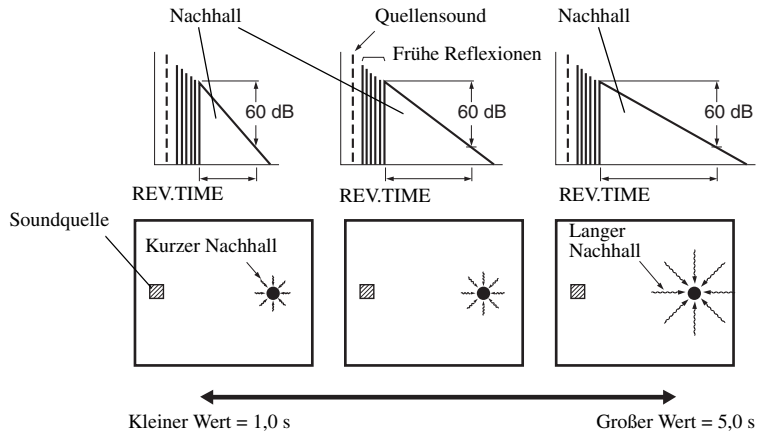 Nachhall
Quellensound
Nachhall
Frühe Reflexionen
60 dB
60 dB
60 dB
REV.TIME
REV.TIME
REV.TIME
Soundquelle
Kurzer Nachhall
Langer
Nachhall
Kleiner Wert = 1,0 s
Großer Wert = 5,0 s